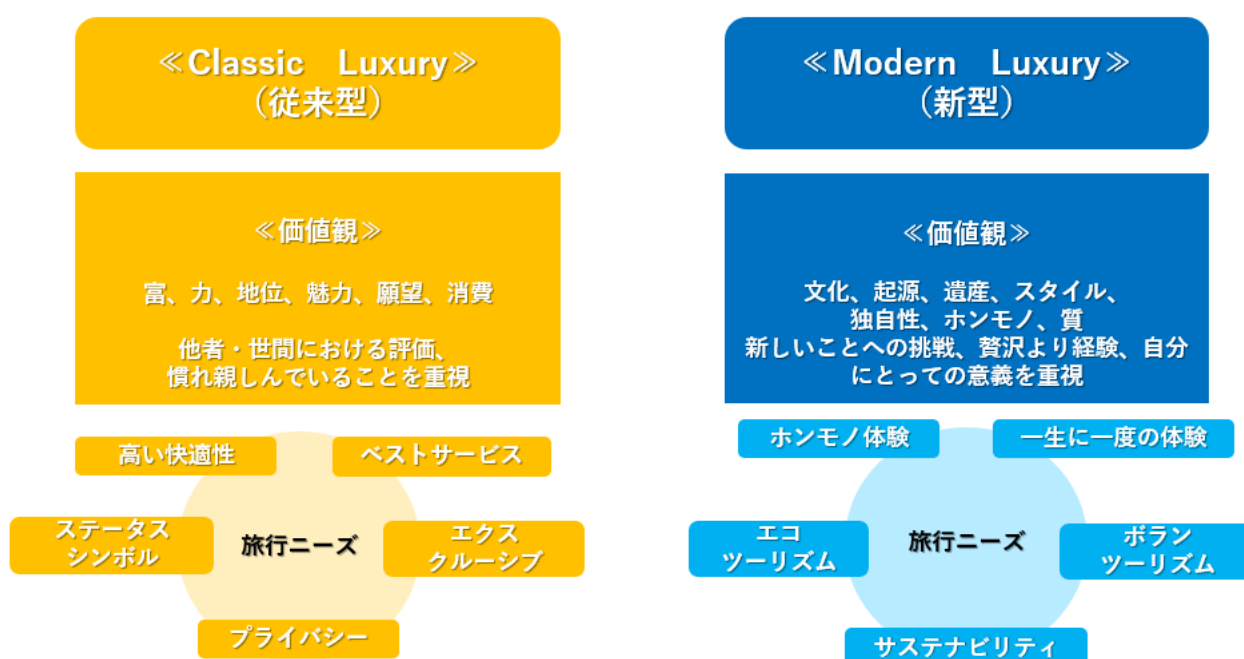 ≪Classic　Luxury≫
（従来型）
≪価値観≫
富、力、地位、魅力、願望、消費
他者・世間における評価、
慣れ親しんでいることを重視
高い快適性
ベストサービス
ステータス
シンボル
旅行ニーズ
エクス
クルーシブ
プライバシー
≪Modern　Luxury≫
（新型）
≪価値観≫
文化、起源、遺産、スタイル、
独自性、ホンモノ、質
新しいことへの挑戦、贅沢より経験、自分
にとっての意義を重視
ホンモノ体験
一生に一度の体験
エコ
ツーリズム
旅行ニーズ
ボラン
ツーリズム
サステナビリティ